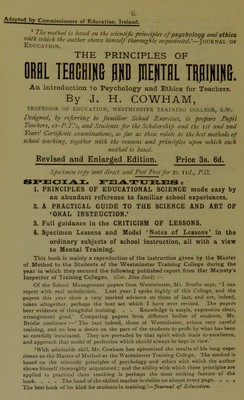 ii.
Adopted by Commissioners of Education, Ireland.
'The method is based on the scientific principles of psychology and ethics
with which the author shows himself thoroughly acquainted.'—JOURNAL OF
EDUCATION.
THE PRINCIPLES OF
ORAL TEACHING AND MENTAL TRAINING.
An introduction to Psychology and Ethics for Teachers.
By J. H. COWHAM,
PROFESSOR OF EDUCATION, WESTMINSTER TRAINING COLLEGE, S.W.
Designed, by referring to familiar School Exercises, to prepare Pupil
Teachers, ex-P.T's, and Students for the Scholarship and the 1st and 2nd
Years' Certificate examinations, so far as these relate to the best methods of
school teaching, together with the reasons and principles upon which each
method is based.
Revised and Enlarged Edition. Price 3s. 6d.
Specimen copy sent direct and Post Free for 2s. 11d., P.O.
SPECIAL FEATURES:
1. PRINCIPLES OF EDUCATIONAL SCIENCE made easy by
an abundant reference to familiar school experiences.
2. A PRACTICAL GUIDE TO THE SCIENCE AND ART OF
'ORAL INSTRUCTION.'
3. Full guidance in the CRITICISM OF LESSONS.
4. Specimen Lessons and Model 'Notes of Lessons' in the
ordinary subjects of school instruction, all with a view
to Mental Training.
This book is mainly a reproduction of the instruction given by the Master
of Method to the Students of the Westminster Training College during the
year in which they secured the following published report from Her Majesty's
Inspector of Training Colleges.
Of the School Management papers from Westminster, Mr. Brodie says, 'I can
report with real satisfaction. Last year I spoke highly of this College, and the
papers this year show a very marked advance on those of last, and are, indeed,
taken altogether, perhaps the best set which I have ever revised. The papers
bear evidence of thoughtful training. . . . Knowledge is ample, expression clear,
arrangement good.' Comparing papers from different bodies of students, Mr.
Brodie continues:—'The best indeed, those of Westminster, evince very careful
training, and no less a desire on the part of the students to profit by what has been
so carefully inculcated. They are pervaded by that spirit which leads to excellence,
and approach that model of perfection which should always be kept in view.'
'With admirable skill, Mr. Cowham has epitomised the results of his long experience
as the Master of Method at the Westminster Training College. The method is
based on the scientific principles of psychology and ethics with which the author
shows himself thoroughly acquainted; and the ability with which these principles are
applied to practical class teaching is perhaps the most striking feature of the
book. . . . The hand of the skilled teacher is visible on almost every page. . . .
The best book of its kind for students in training.'—Journal of Education.